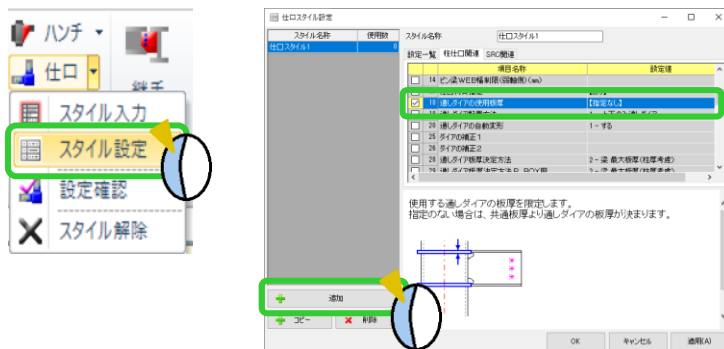 ハンチ
仕口
継手
スタイル入力
スタイル設定
設定確認
スタイル解除
仕口スタイル設定
スタイル名称 使用数
仕口スタイル1 0
スタイル名称 仕口スタイル1
設定一覧 柱仕口関連 SRC関連
項目名称 設定値
14 ピン梁WEB幅制限(弱軸側)(mm)
18 通しダイアの使用板厚 【指定なし】
20 通しダイアの自動変形 1－する
25 ダイアの補正1
26 ダイアの補正2
28 通しダイア板厚決定方法 2－梁 最大板厚(柱厚考慮)
使用する通しダイアの板厚を限定します。
指定のない場合は、共通板厚より通しダイアの板厚が決まります。
追加
コピー 削除
OK キャンセル 適用(A)